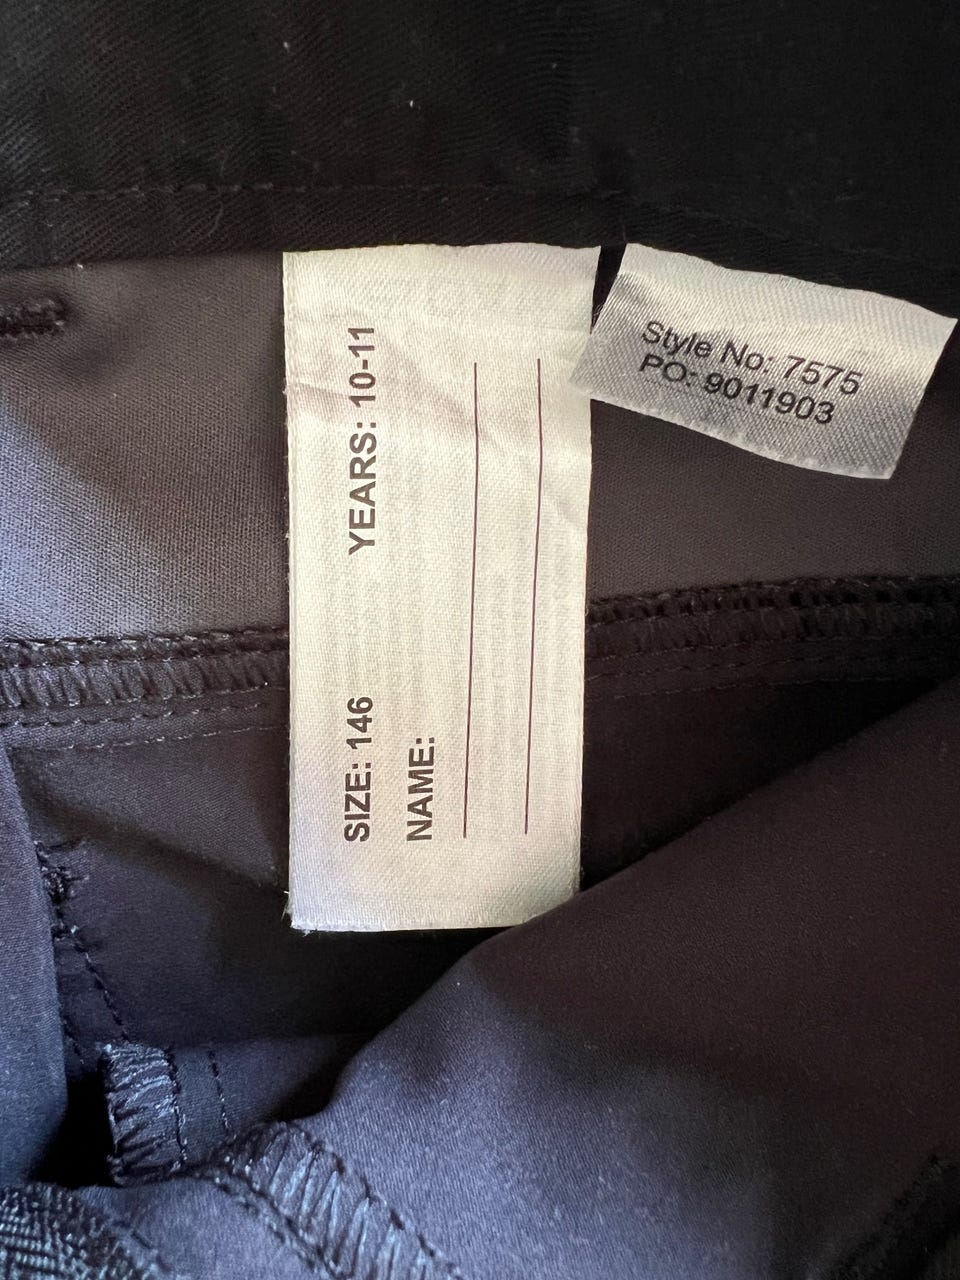 SIZE: 146 YEARS: 10-11
NAME:
Style No: 7575
PO: 9011903